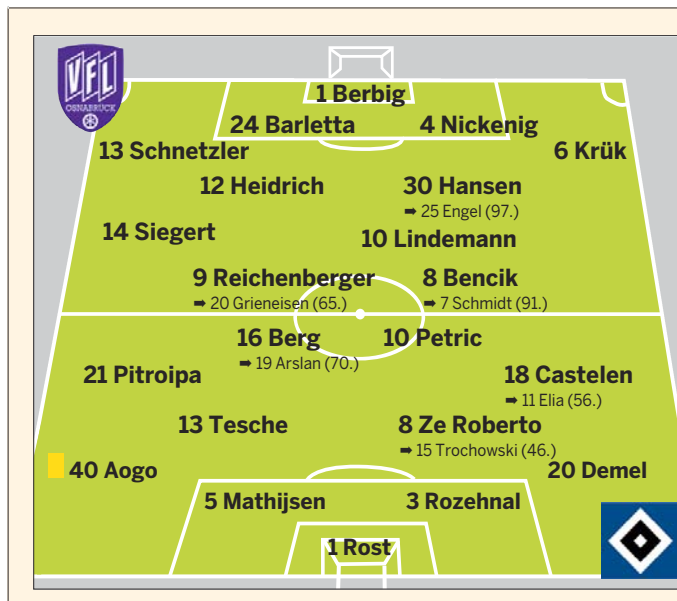 VFL
OSNABRÜCK
1 Berbig
24 Barletta
4 Nickenig
13 Schnetzler
6 Krük
12 Heidrich
30 Hansen
➨ 25 Engel (97.)
14 Siegert
10 Lindemann
9 Reichenberger
➨ 20 Grieneisen (65.)
8 Bencik
➨ 7 Schmidt (91.)
16 Berg
➨ 19 Arslan (70.)
10 Petric
21 Pitroipa
18 Castelen
➨ 11 Elia (56.)
13 Tesche
8 Ze Roberto
➨ 15 Trochowski (46.)
40 Aogo
20 Demel
5 Mathijsen
3 Rozehnal
1 Rost